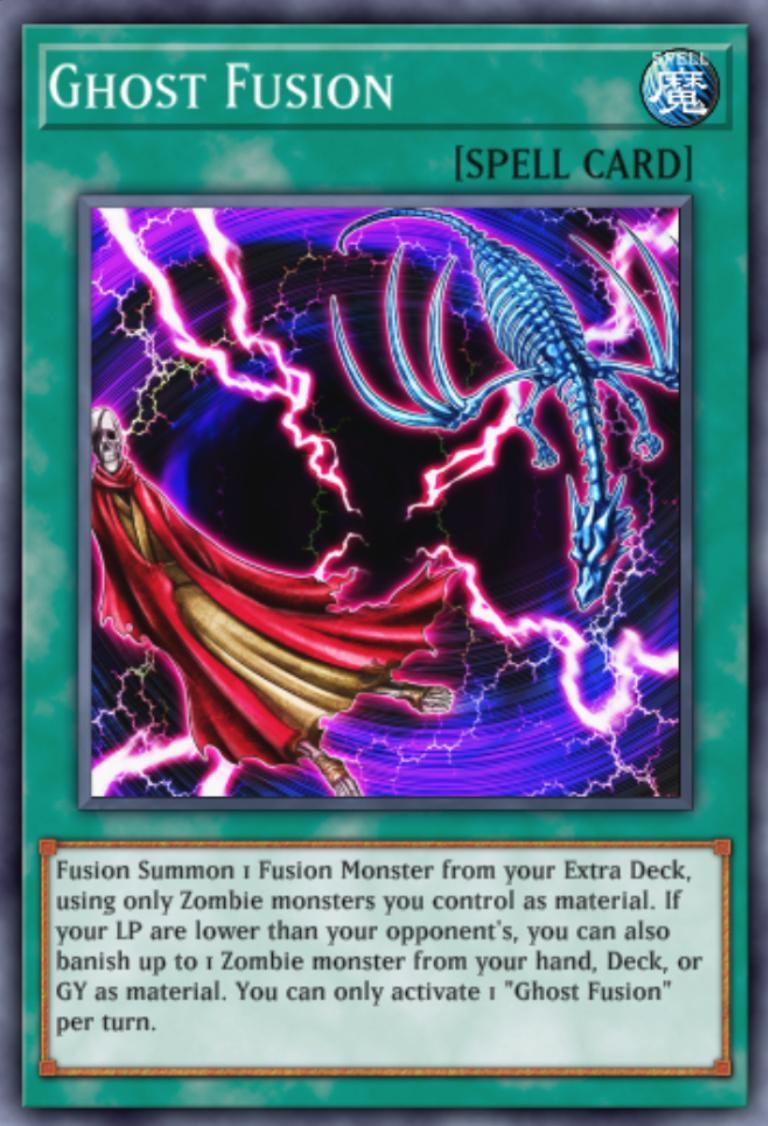 GHOST FUSION
SPELL
魔
[SPELL CARD]
Fusion Summon 1 Fusion Monster from your Extra Deck,
using only Zombie monsters you control as material. If
your LP are lower than your opponent's, you can also
banish up to 1 Zombie monster from your hand, Deck, or
GY as material. You can only activate 1 "Ghost Fusion"
per turn.